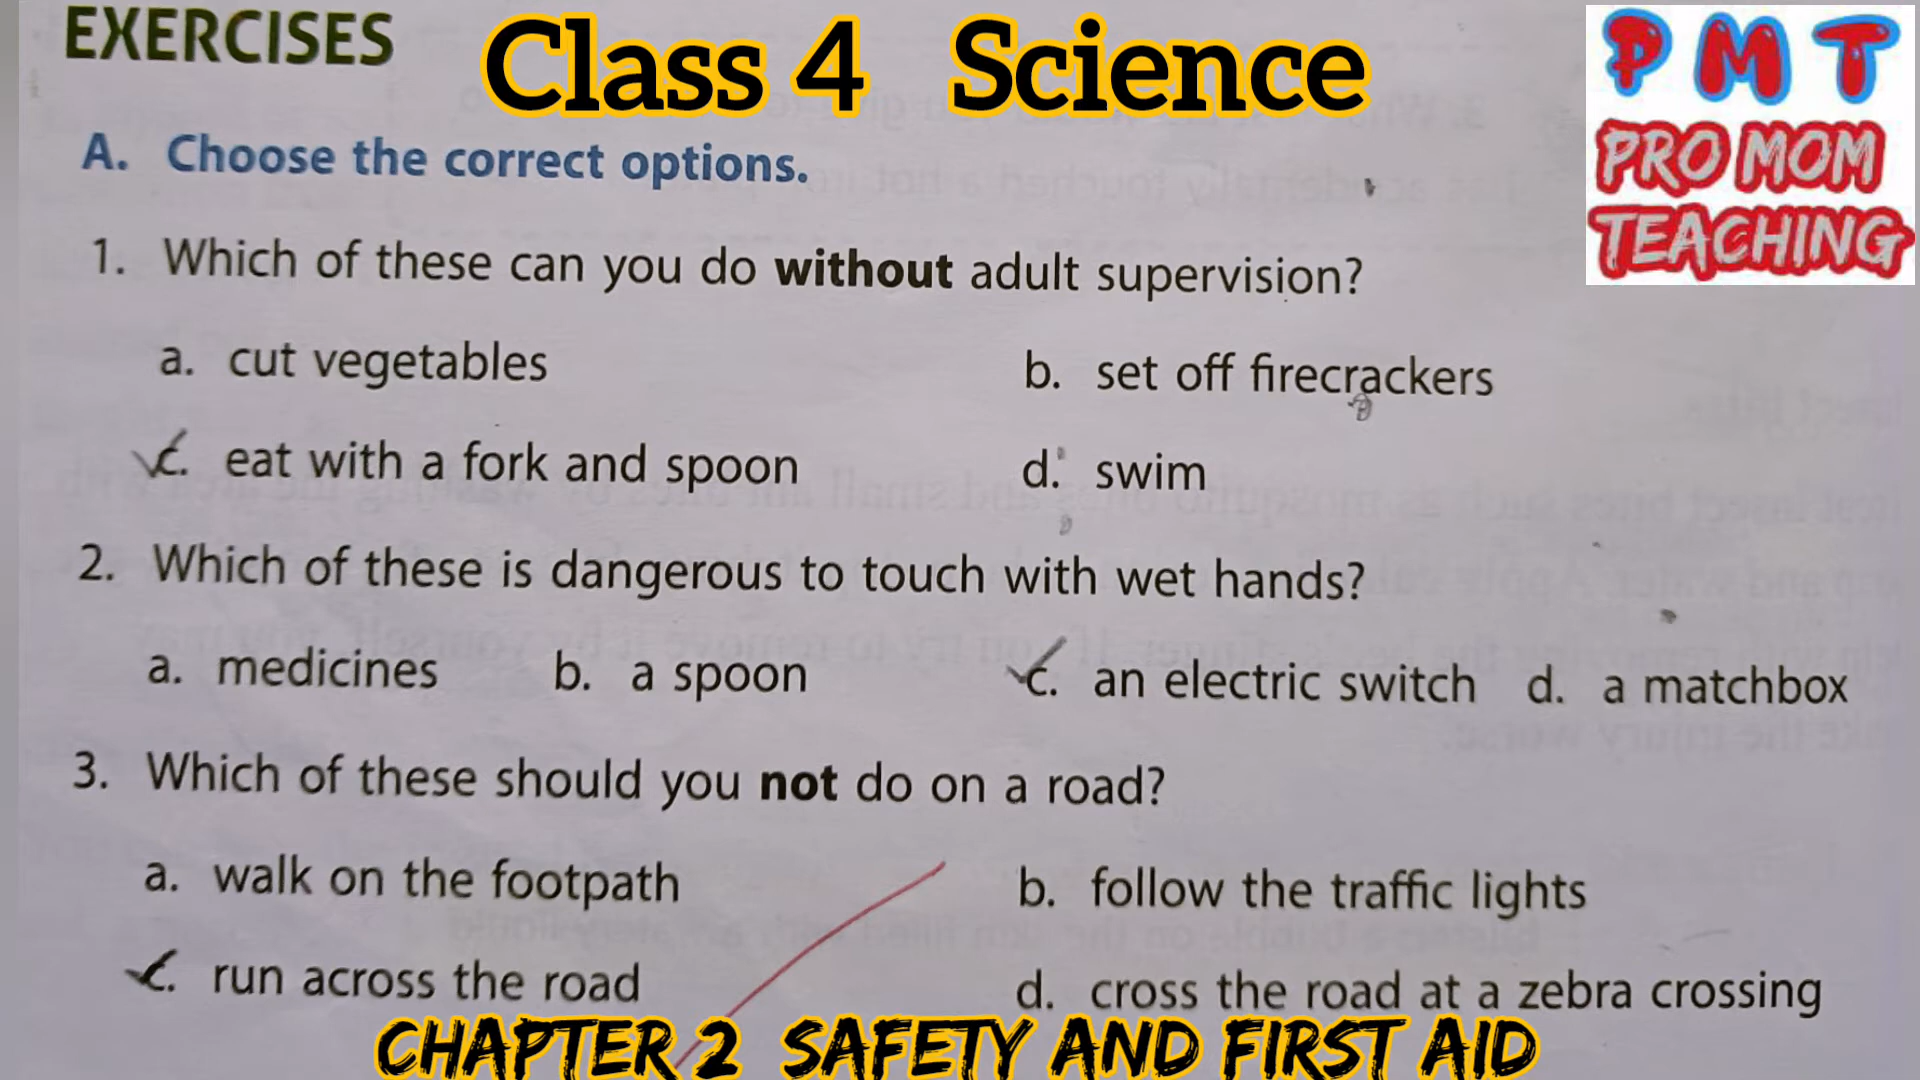 EXERCISES
Class 4 Science
PMT
PRO MOM
TEACHING
A. Choose the correct options.
1. Which of these can you do without adult supervision?
a. cut vegetables
b. set off firecrackers
c. eat with a fork and spoon
d. swim
2. Which of these is dangerous to touch with wet hands?
a. medicines b. a spoon c. an electric switch d. a matchbox
3. Which of these should you not do on a road?
a. walk on the footpath
b. follow the traffic lights
c. run across the road
d. cross the road at a zebra crossing
CHAPTER 2 SAFETY AND FIRST AID